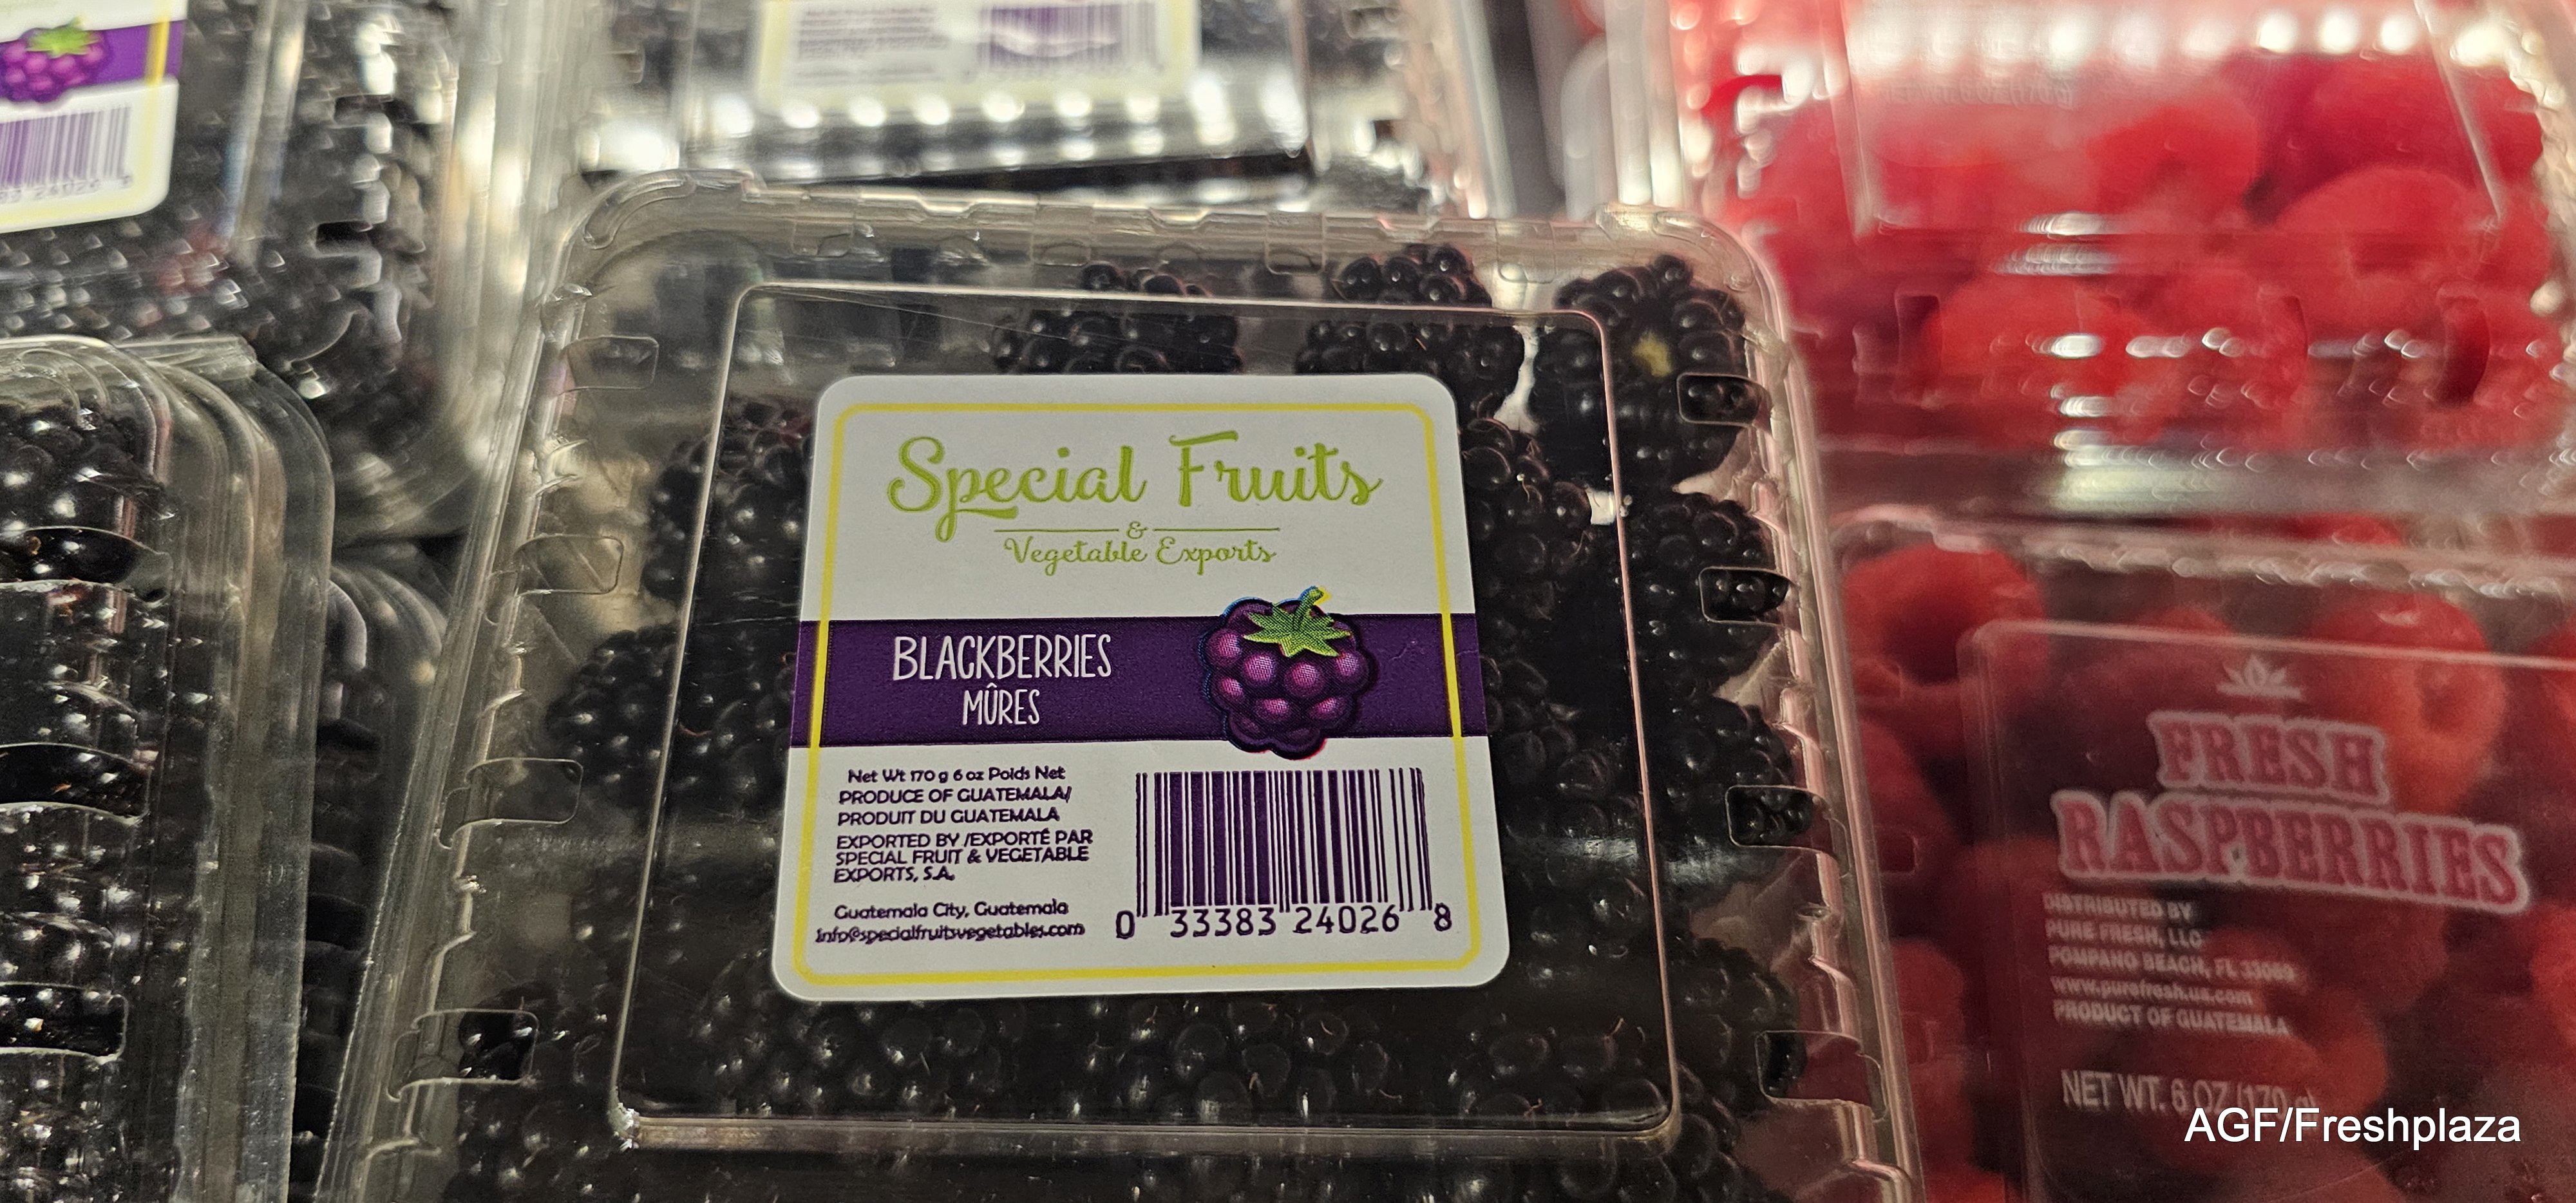 Special Fruits
&
Vegetable Exports
BLACKBERRIES
MÛRES
Net Wt 170 g 6 oz Poids Net
PRODUCE OF GUATEMALA/
PRODUIT DU GUATEMALA
EXPORTED BY /EXPORTÉ PAR
SPECIAL FRUIT & VEGETABLE
EXPORTS, S.A.
Guatemala City, Guatemala
info@specialfruitsvegetables.com
0 33383 24026 8
FRESH
RASPBERRIES
DISTRIBUTED BY
PURE FRESH, LLC
POMPANO BEACH, FL 33069
www.purefresh.us.com
PRODUCT OF GUATEMALA
NET WT. 6 OZ (170 g)
AGF/Freshplaza